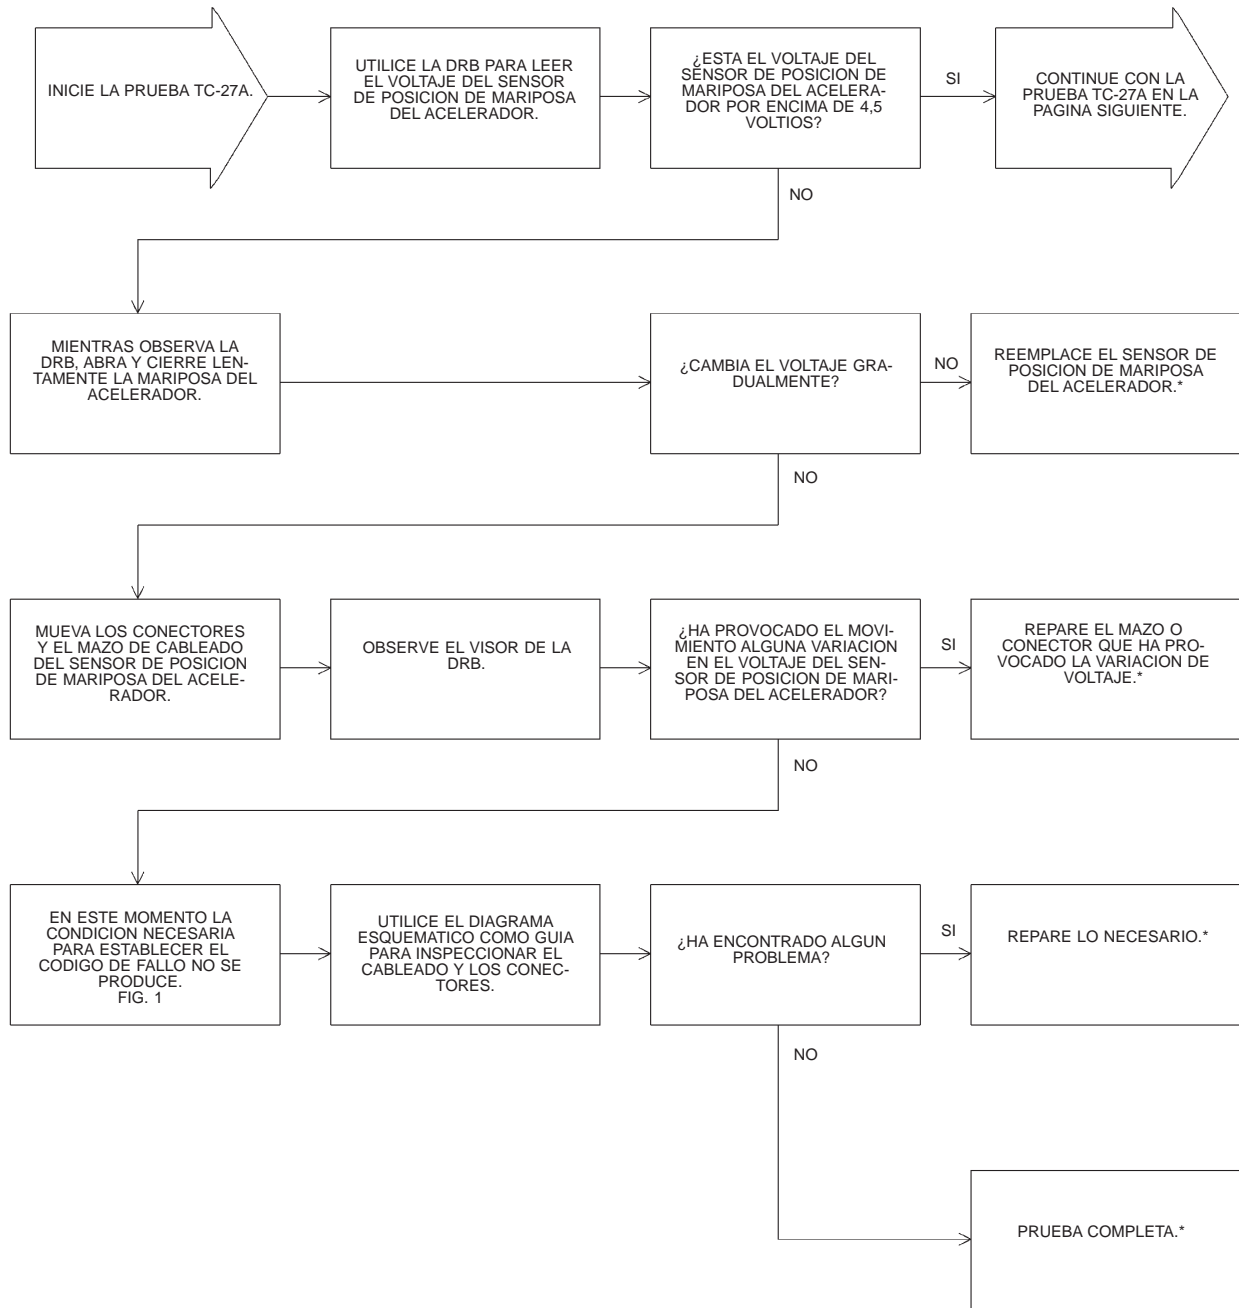 INICIE LA PRUEBA TC-27A.
UTILICE LA DRB PARA LEER
EL VOLTAJE DEL SENSOR
DE POSICION DE MARIPOSA
DEL ACELERADOR.
¿ESTA EL VOLTAJE DEL
SENSOR DE POSICION DE
MARIPOSA DEL ACELERA-
DOR POR ENCIMA DE 4,5
VOLTIOS?
SI
CONTINUE CON LA
PRUEBA TC-27A EN LA
PAGINA SIGUIENTE.
NO
MIENTRAS OBSERVA LA
DRB, ABRA Y CIERRE LEN-
TAMENTE LA MARIPOSA DEL
ACELERADOR.
¿CAMBIA EL VOLTAJE GRA-
DUALMENTE?
NO
REEMPLACE EL SENSOR DE
POSICION DE MARIPOSA
DEL ACELERADOR.*
NO
MUEVA LOS CONECTORES
Y EL MAZO DE CABLEADO
DEL SENSOR DE POSICION
DE MARIPOSA DEL ACELE-
RADOR.
OBSERVE EL VISOR DE LA
DRB.
¿HA PROVOCADO EL MOVI-
MIENTO ALGUNA VARIACION
EN EL VOLTAJE DEL SEN-
SOR DE POSICION DE MARI-
POSA DEL ACELERADOR?
SI
REPARE EL MAZO O
CONECTOR QUE HA PRO-
VOCADO LA VARIACION DE
VOLTAJE.*
NO
EN ESTE MOMENTO LA
CONDICION NECESARIA
PARA ESTABLECER EL
CODIGO DE FALLO NO SE
PRODUCE.
FIG. 1
UTILICE EL DIAGRAMA
ESQUEMATICO COMO GUIA
PARA INSPECCIONAR EL
CABLEADO Y LOS CONEC-
TORES.
¿HA ENCONTRADO ALGUN
PROBLEMA?
SI
REPARE LO NECESARIO.*
NO
PRUEBA COMPLETA.*